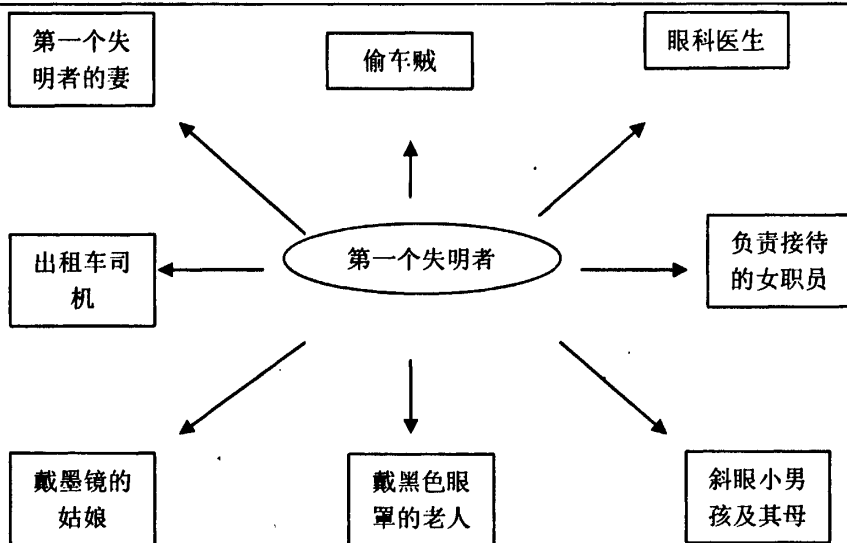 第一个失
明者的妻
偷车贼
眼科医生
出租车司
机
第一个失明者
负责接待
的女职员
戴墨镜的
姑娘
戴黑色眼
罩的老人
斜眼小男
孩及其母